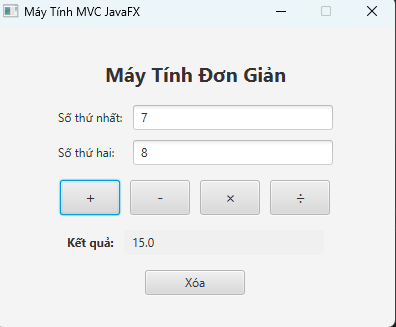 Máy Tính MVC JavaFX
Máy Tính Đơn Giản
Số thứ nhất: 7
Số thứ hai: 8
+ - × ÷
Kết quả: 15.0
Xóa